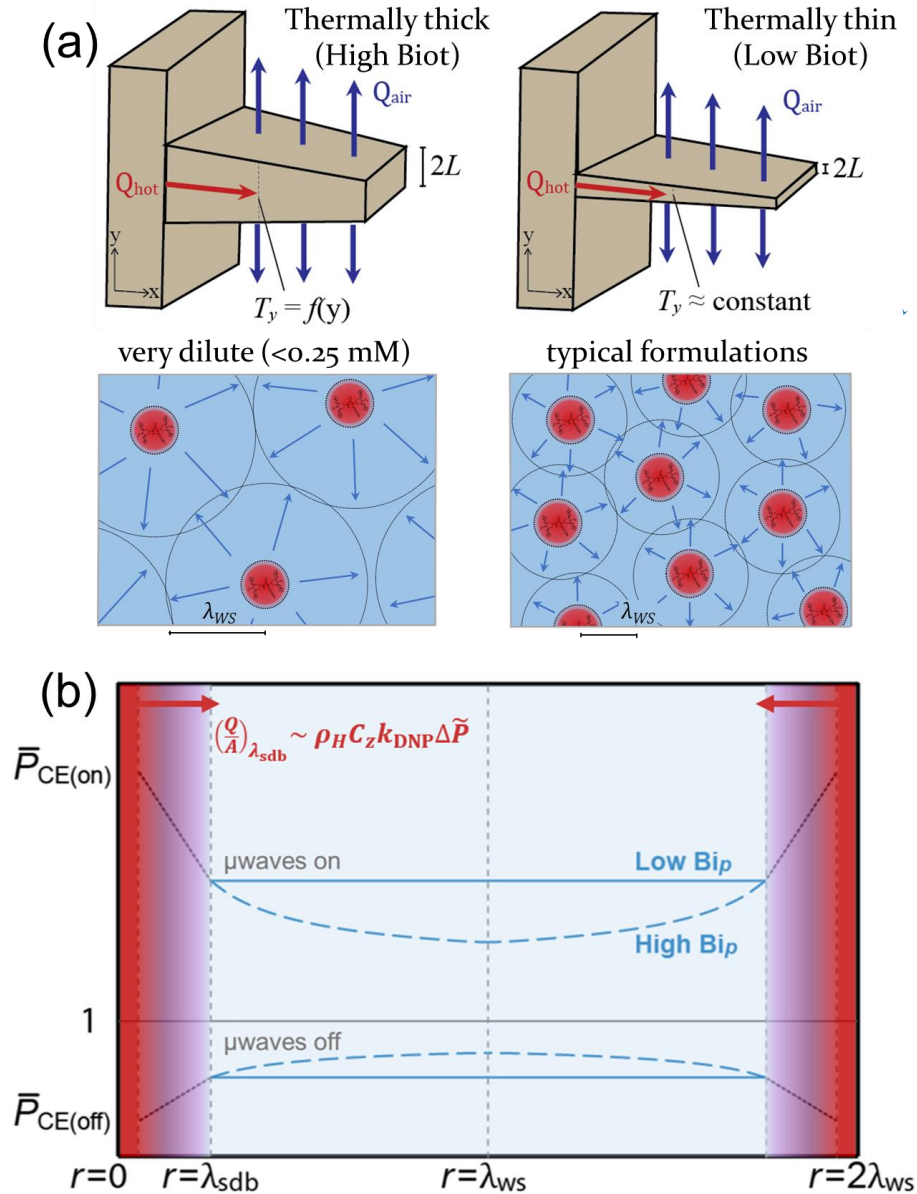 (a)
Thermally thick
(High Biot)
Q_air
2L
Q_hot
y
x
T_y = f(y)
Thermally thin
(Low Biot)
Q_air
2L
Q_hot
y
x
T_y ≈ constant
very dilute (<0.25 mM)
typical formulations
λ_WS
λ_WS
(b)
(Q/A)_λ_sdb ~ ρ_H C_z k_DNP ΔP̃
P̅_CE(on)
μwaves on
Low Bi_p
High Bi_p
1
μwaves off
P̅_CE(off)
r=0
r=λ_sdb
r=λ_ws
r=2λ_ws